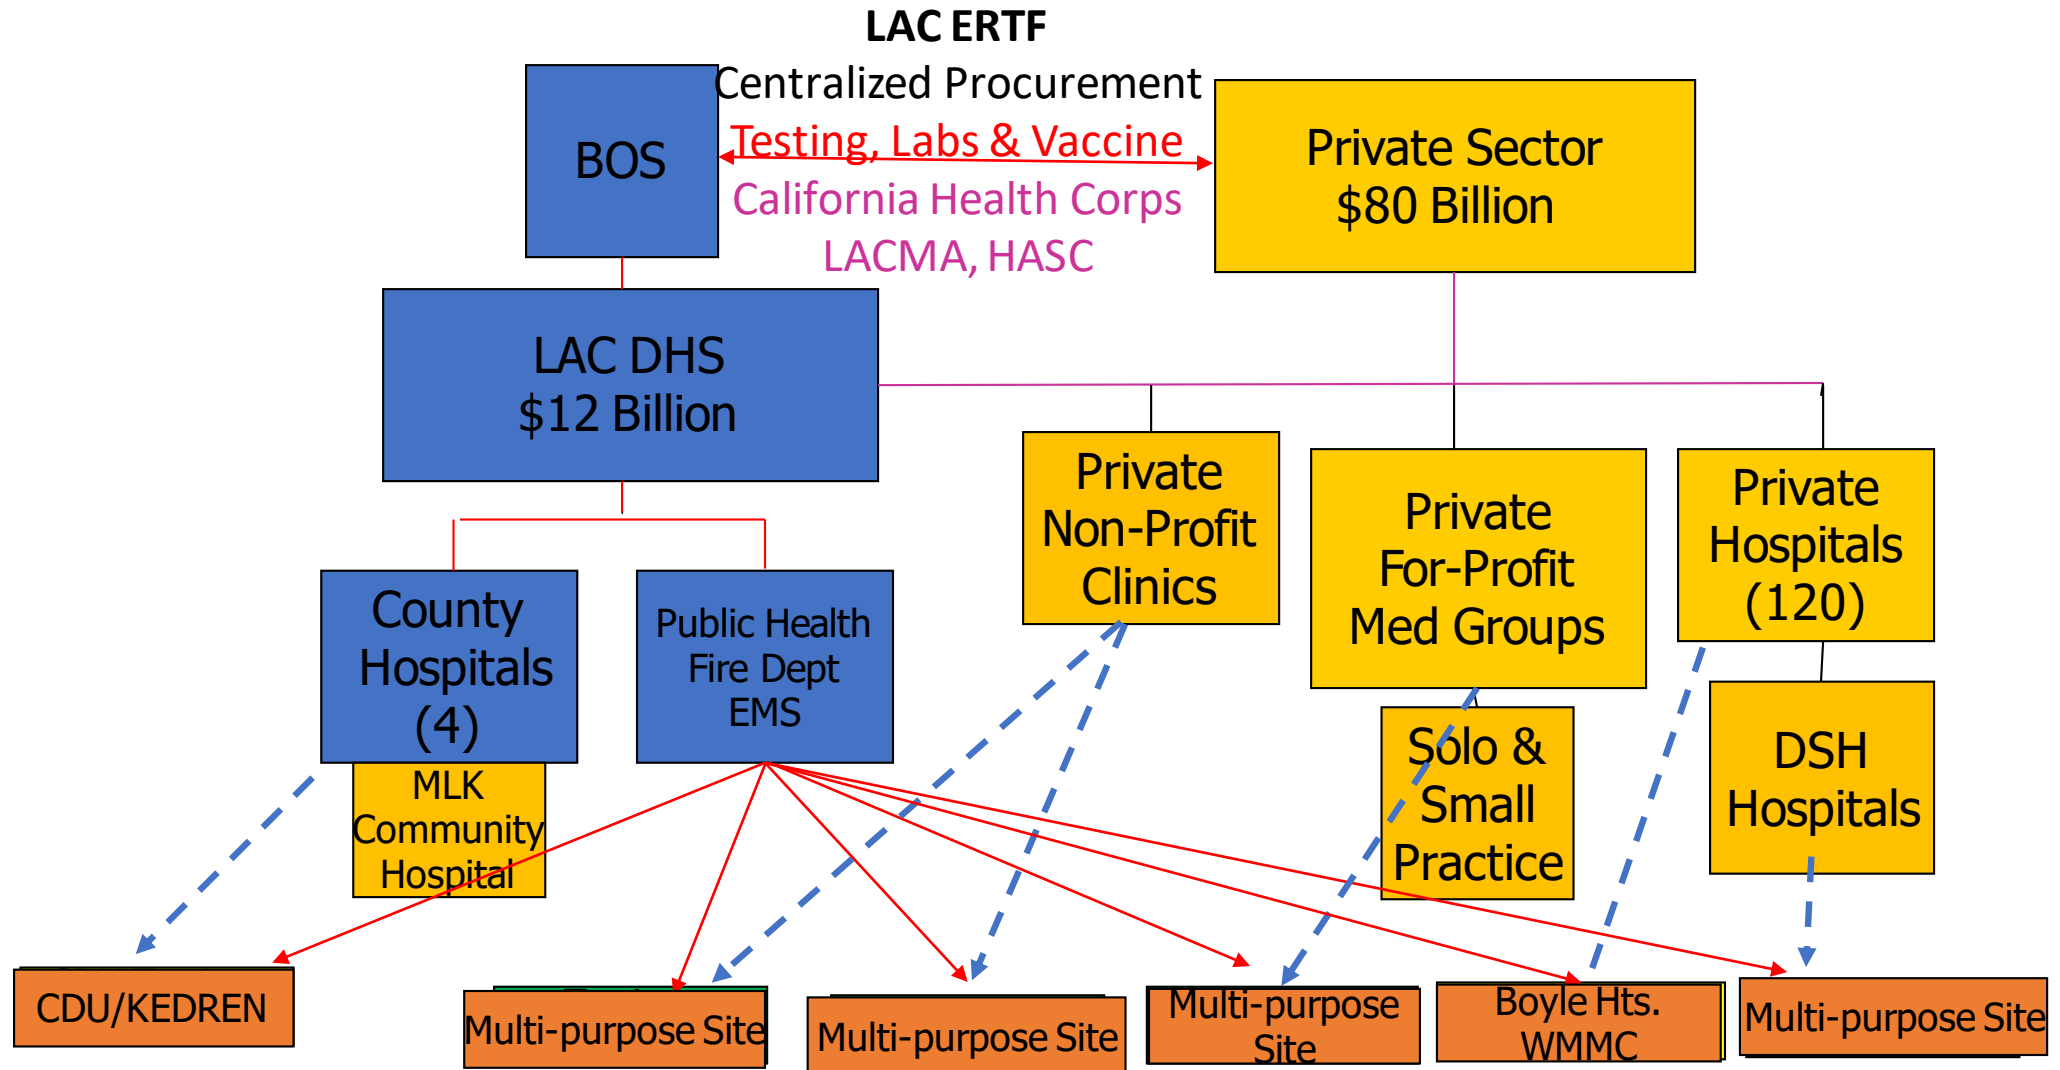 LAC ERTF
Centralized Procurement
Testing, Labs & Vaccine
California Health Corps
LACMA, HASC
BOS
Private Sector
$80 Billion
LAC DHS
$12 Billion
Private
Non-Profit
Clinics
Private
For-Profit
Med Groups
Private
Hospitals
(120)
County
Hospitals
(4)
Public Health
Fire Dept
EMS
MLK
Community
Hospital
Solo &
Small
Practice
DSH
Hospitals
CDU/KEDREN
Multi-purpose Site
Multi-purpose Site
Multi-purpose
Site
Boyle Hts.
WMMC
Multi-purpose Site